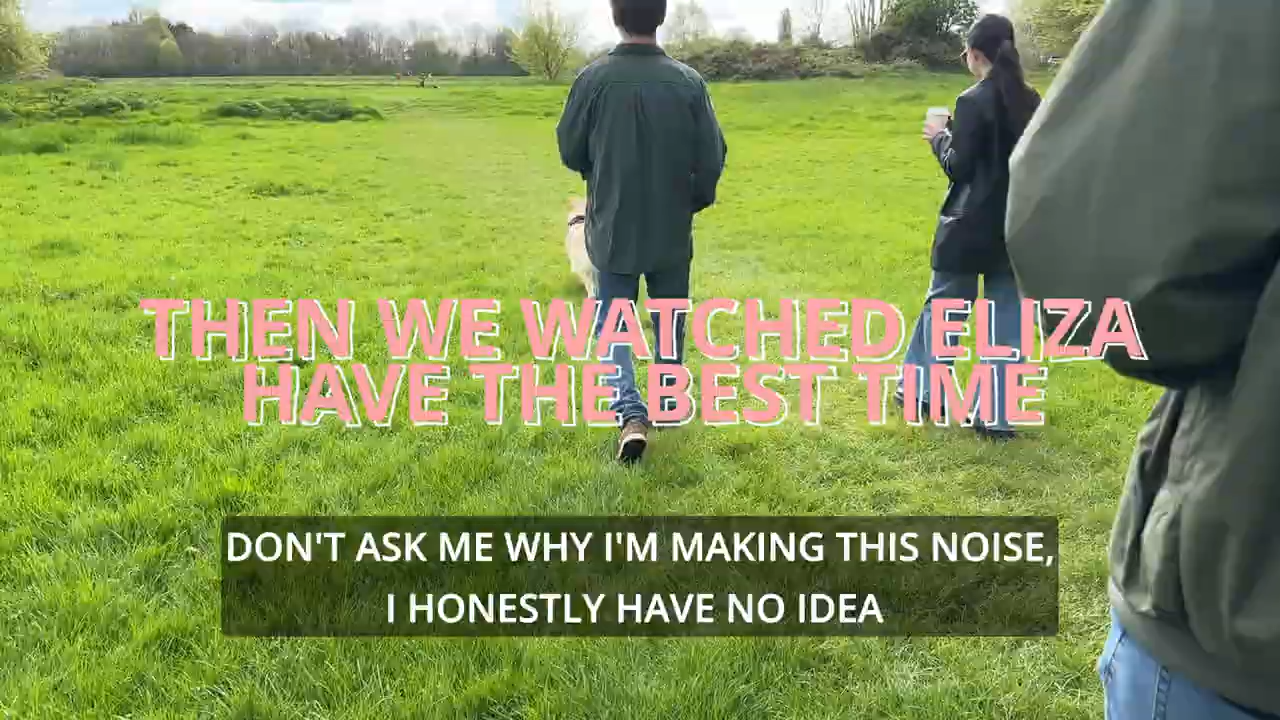 THEN WE WATCHED ELIZA
HAVE THE BEST TIME
DON'T ASK ME WHY I'M MAKING THIS NOISE,
I HONESTLY HAVE NO IDEA